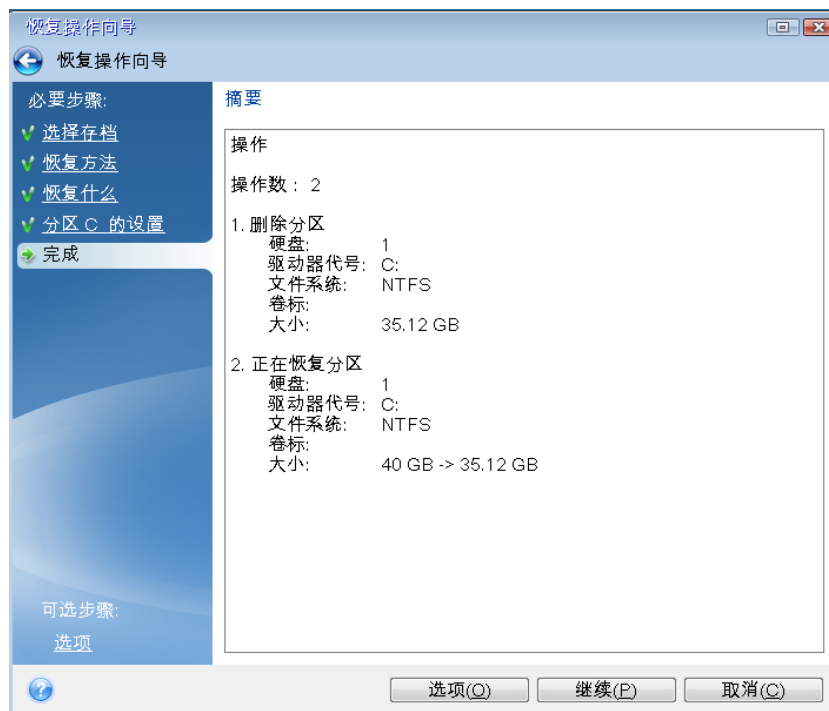 恢复操作向导
恢复操作向导
必要步骤:
选择存档
恢复方法
恢复什么
分区 C 的设置
完成
可选步骤:
选项
摘要
操作
操作数： 2
1. 删除分区
硬盘: 1
驱动器代号: C:
文件系统: NTFS
卷标:
大小: 35.12 GB
2. 正在恢复分区
硬盘: 1
驱动器代号: C:
文件系统: NTFS
卷标:
大小: 40 GB -> 35.12 GB
选项(O) 继续(P) 取消(C)